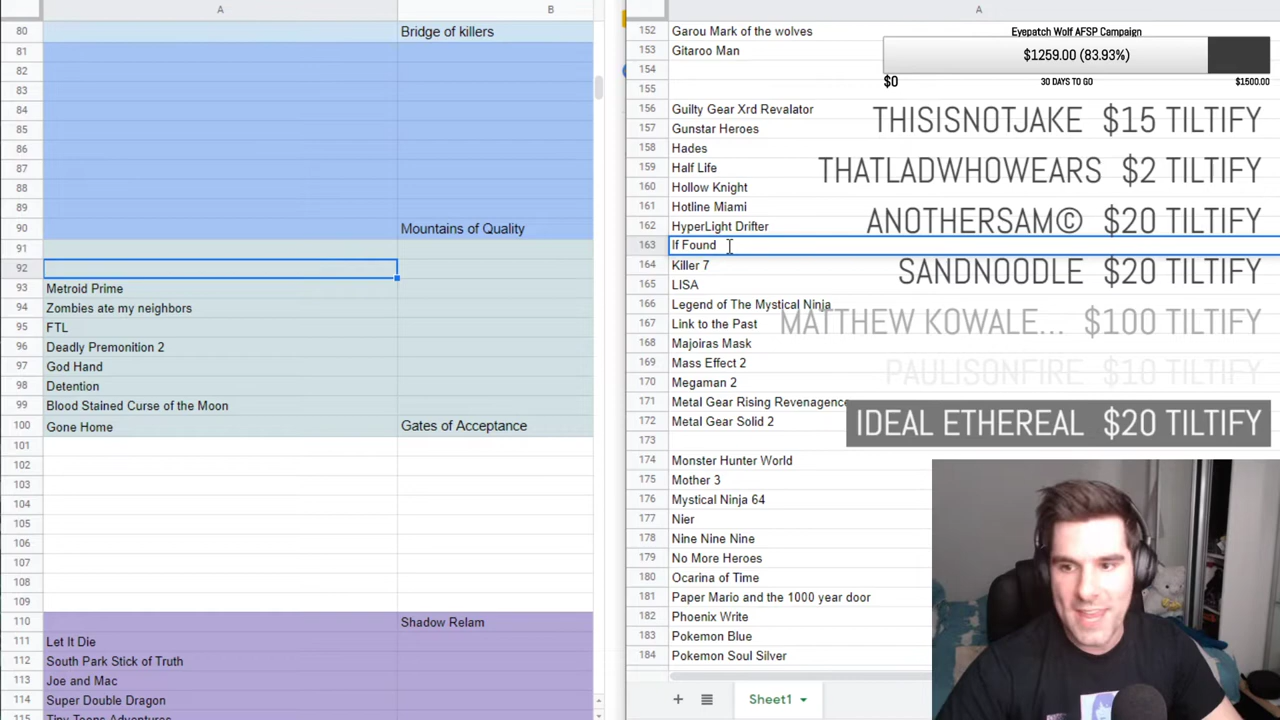 A
B
80 Bridge of killers
81
82
83
84
85
86
87
88
89
90 Mountains of Quality
91
92
93 Metroid Prime
94 Zombies ate my neighbors
95 FTL
96 Deadly Premonition 2
97 God Hand
98 Detention
99 Blood Stained Curse of the Moon
100 Gone Home Gates of Acceptance
101
102
103
104
105
106
107
108
109
110 Shadow Relam
111 Let It Die
112 South Park Stick of Truth
113 Joe and Mac
114 Super Double Dragon
115 Tiny Toons Adventures
A
152 Garou Mark of the wolves
153 Gitaroo Man
154
155
156 Guilty Gear Xrd Revalator
157 Gunstar Heroes
158 Hades
159 Half Life
160 Hollow Knight
161 Hotline Miami
162 HyperLight Drifter
163 If Found
164 Killer 7
165 LISA
166 Legend of The Mystical Ninja
167 Link to the Past
168 Majoiras Mask
169 Mass Effect 2
170 Megaman 2
171 Metal Gear Rising Revenagence
172 Metal Gear Solid 2
173
174 Monster Hunter World
175 Mother 3
176 Mystical Ninja 64
177 Nier
178 Nine Nine Nine
179 No More Heroes
180 Ocarina of Time
181 Paper Mario and the 1000 year door
182 Phoenix Write
183 Pokemon Blue
184 Pokemon Soul Silver
Sheet1
Eyepatch Wolf AFSP Campaign
$1259.00 (83.93%)
$0 30 DAYS TO GO $1500.00
THISISNOTJAKE $15 TILTIFY
THATLADWHOWEARS $2 TILTIFY
ANOTHERSAM© $20 TILTIFY
SANDNOODLE $20 TILTIFY
MATTHEW KOWALE... $100 TILTIFY
PAULISONFIRE $10 TILTIFY
IDEAL ETHEREAL $20 TILTIFY